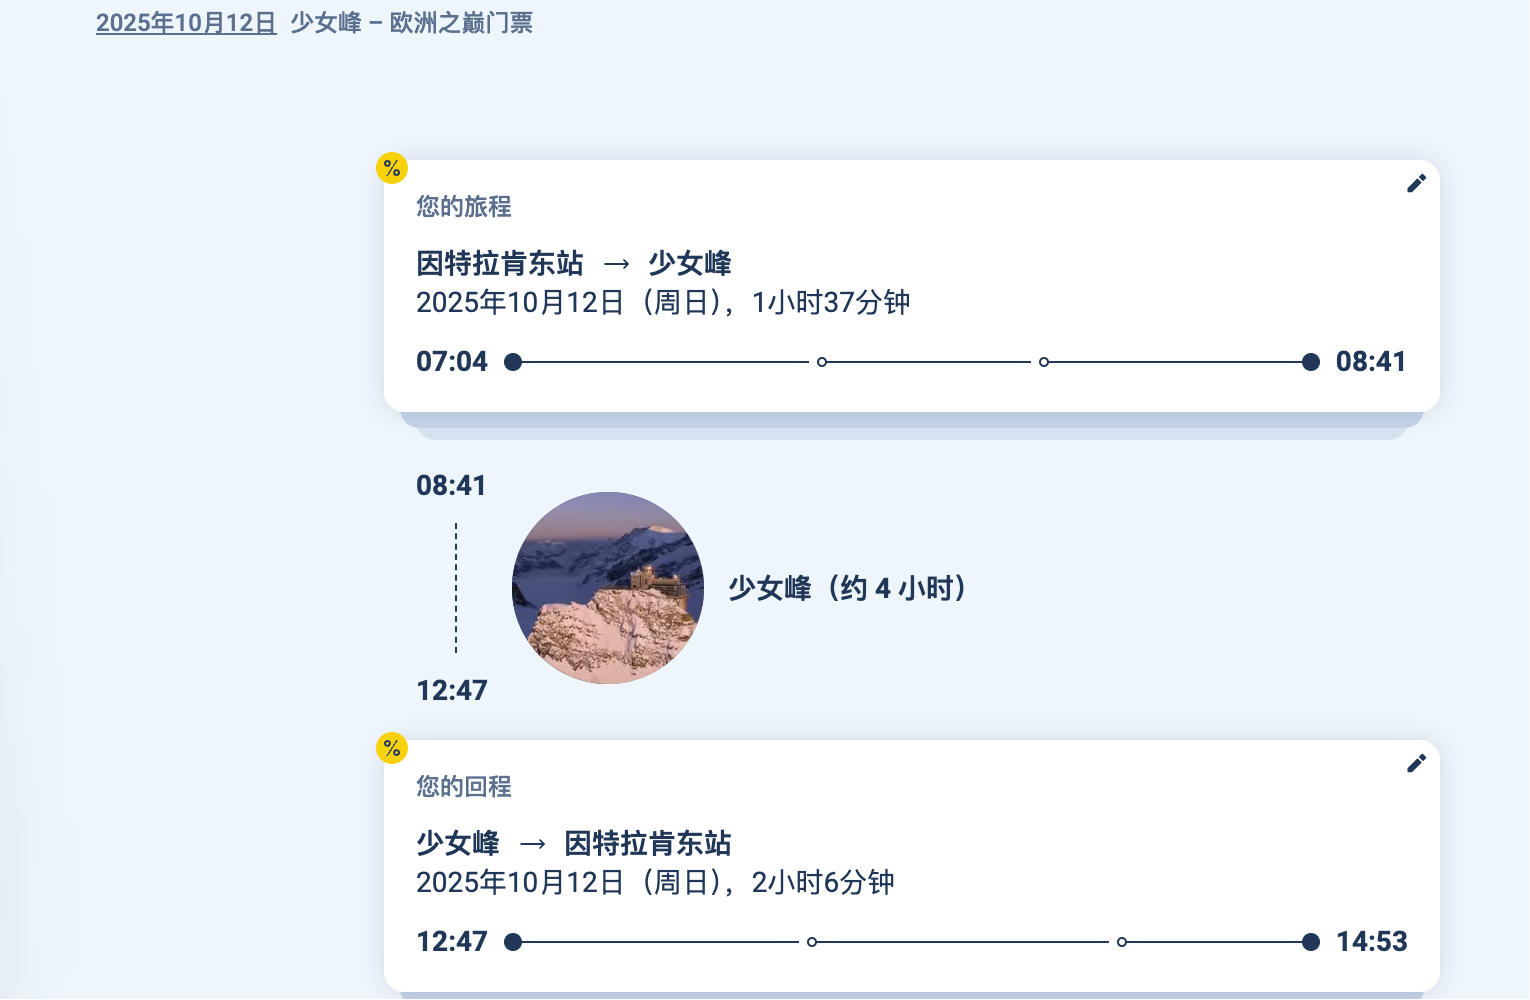 2025年10月12日 少女峰 – 欧洲之巅门票
%
您的旅程
因特拉肯东站 → 少女峰
2025年10月12日（周日），1小时37分钟
07:04 08:41
08:41
少女峰（约 4 小时）
12:47
%
您的回程
少女峰 → 因特拉肯东站
2025年10月12日（周日），2小时6分钟
12:47 14:53